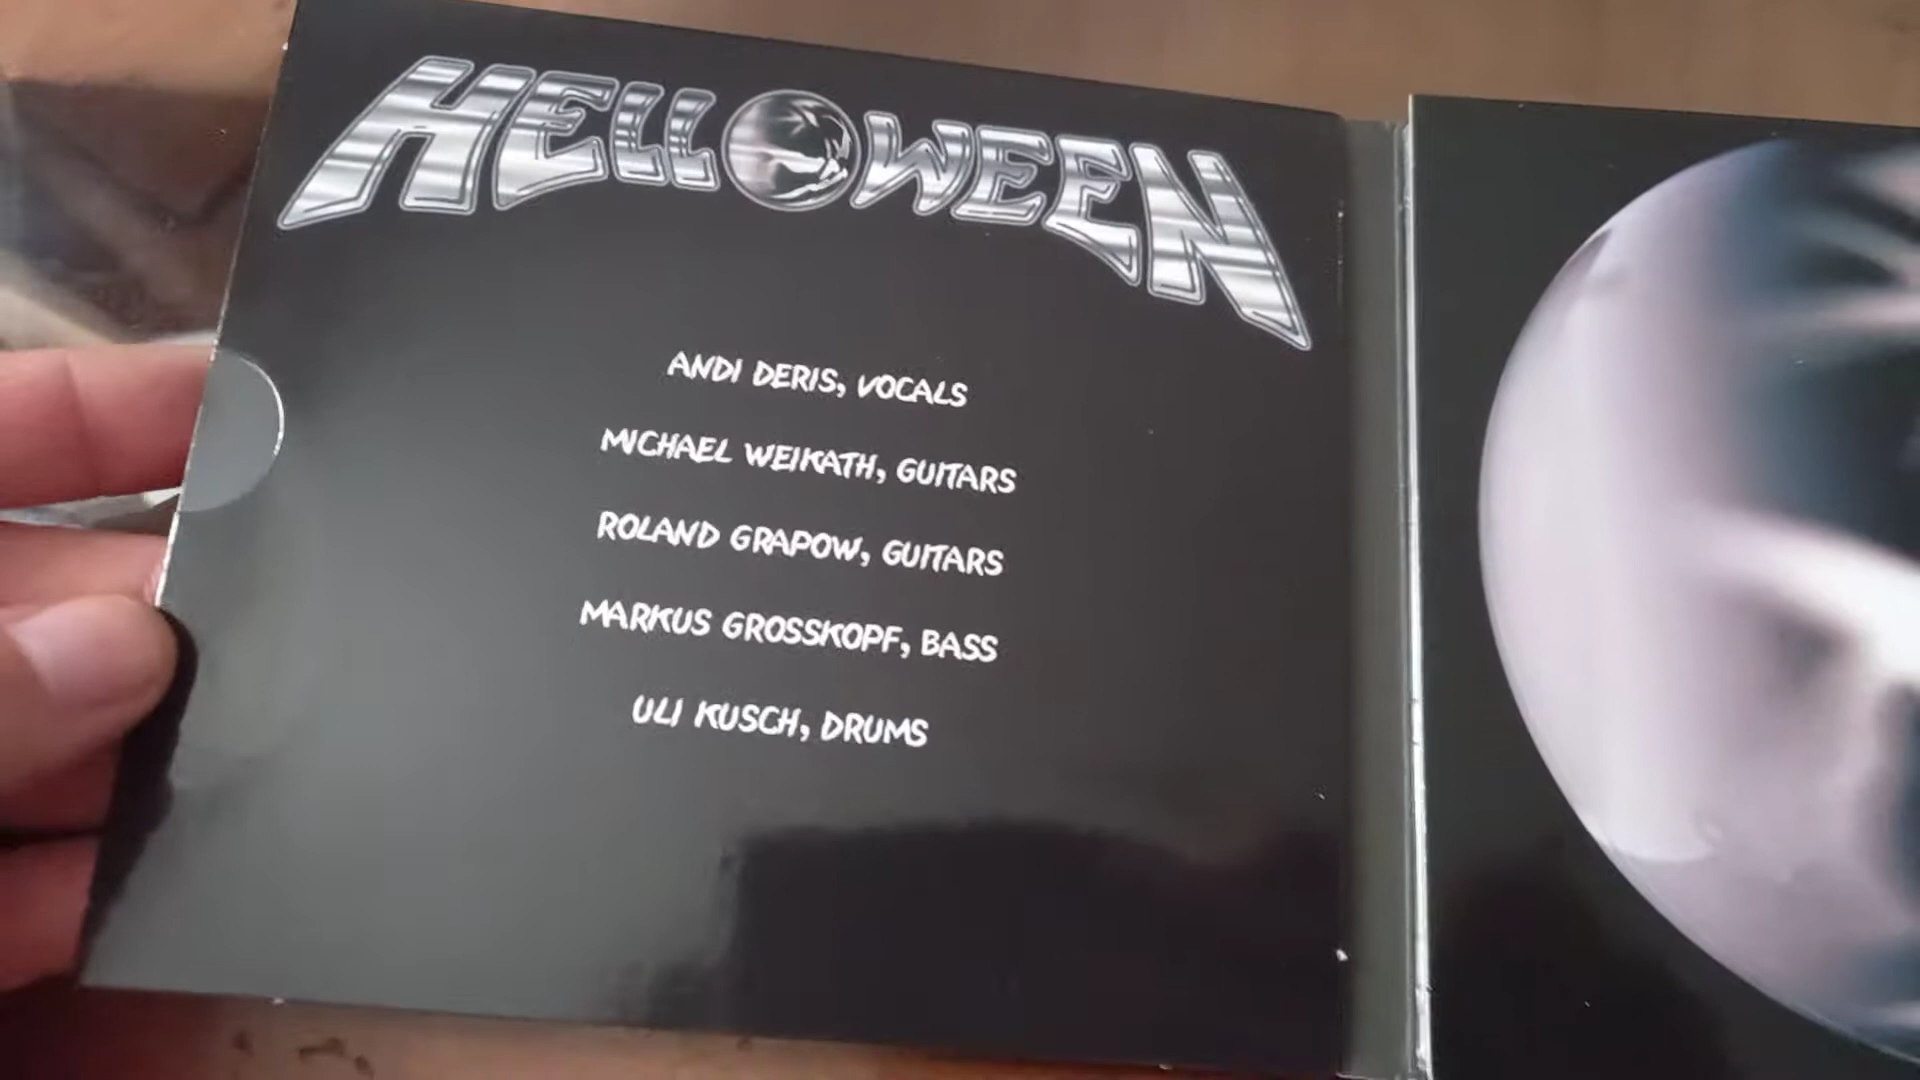 HELLOWEEN
ANDI DERIS, VOCALS
MICHAEL WEIKATH, GUITARS
ROLAND GRAPOW, GUITARS
MARKUS GROSSKOPF, BASS
ULI KUSCH, DRUMS